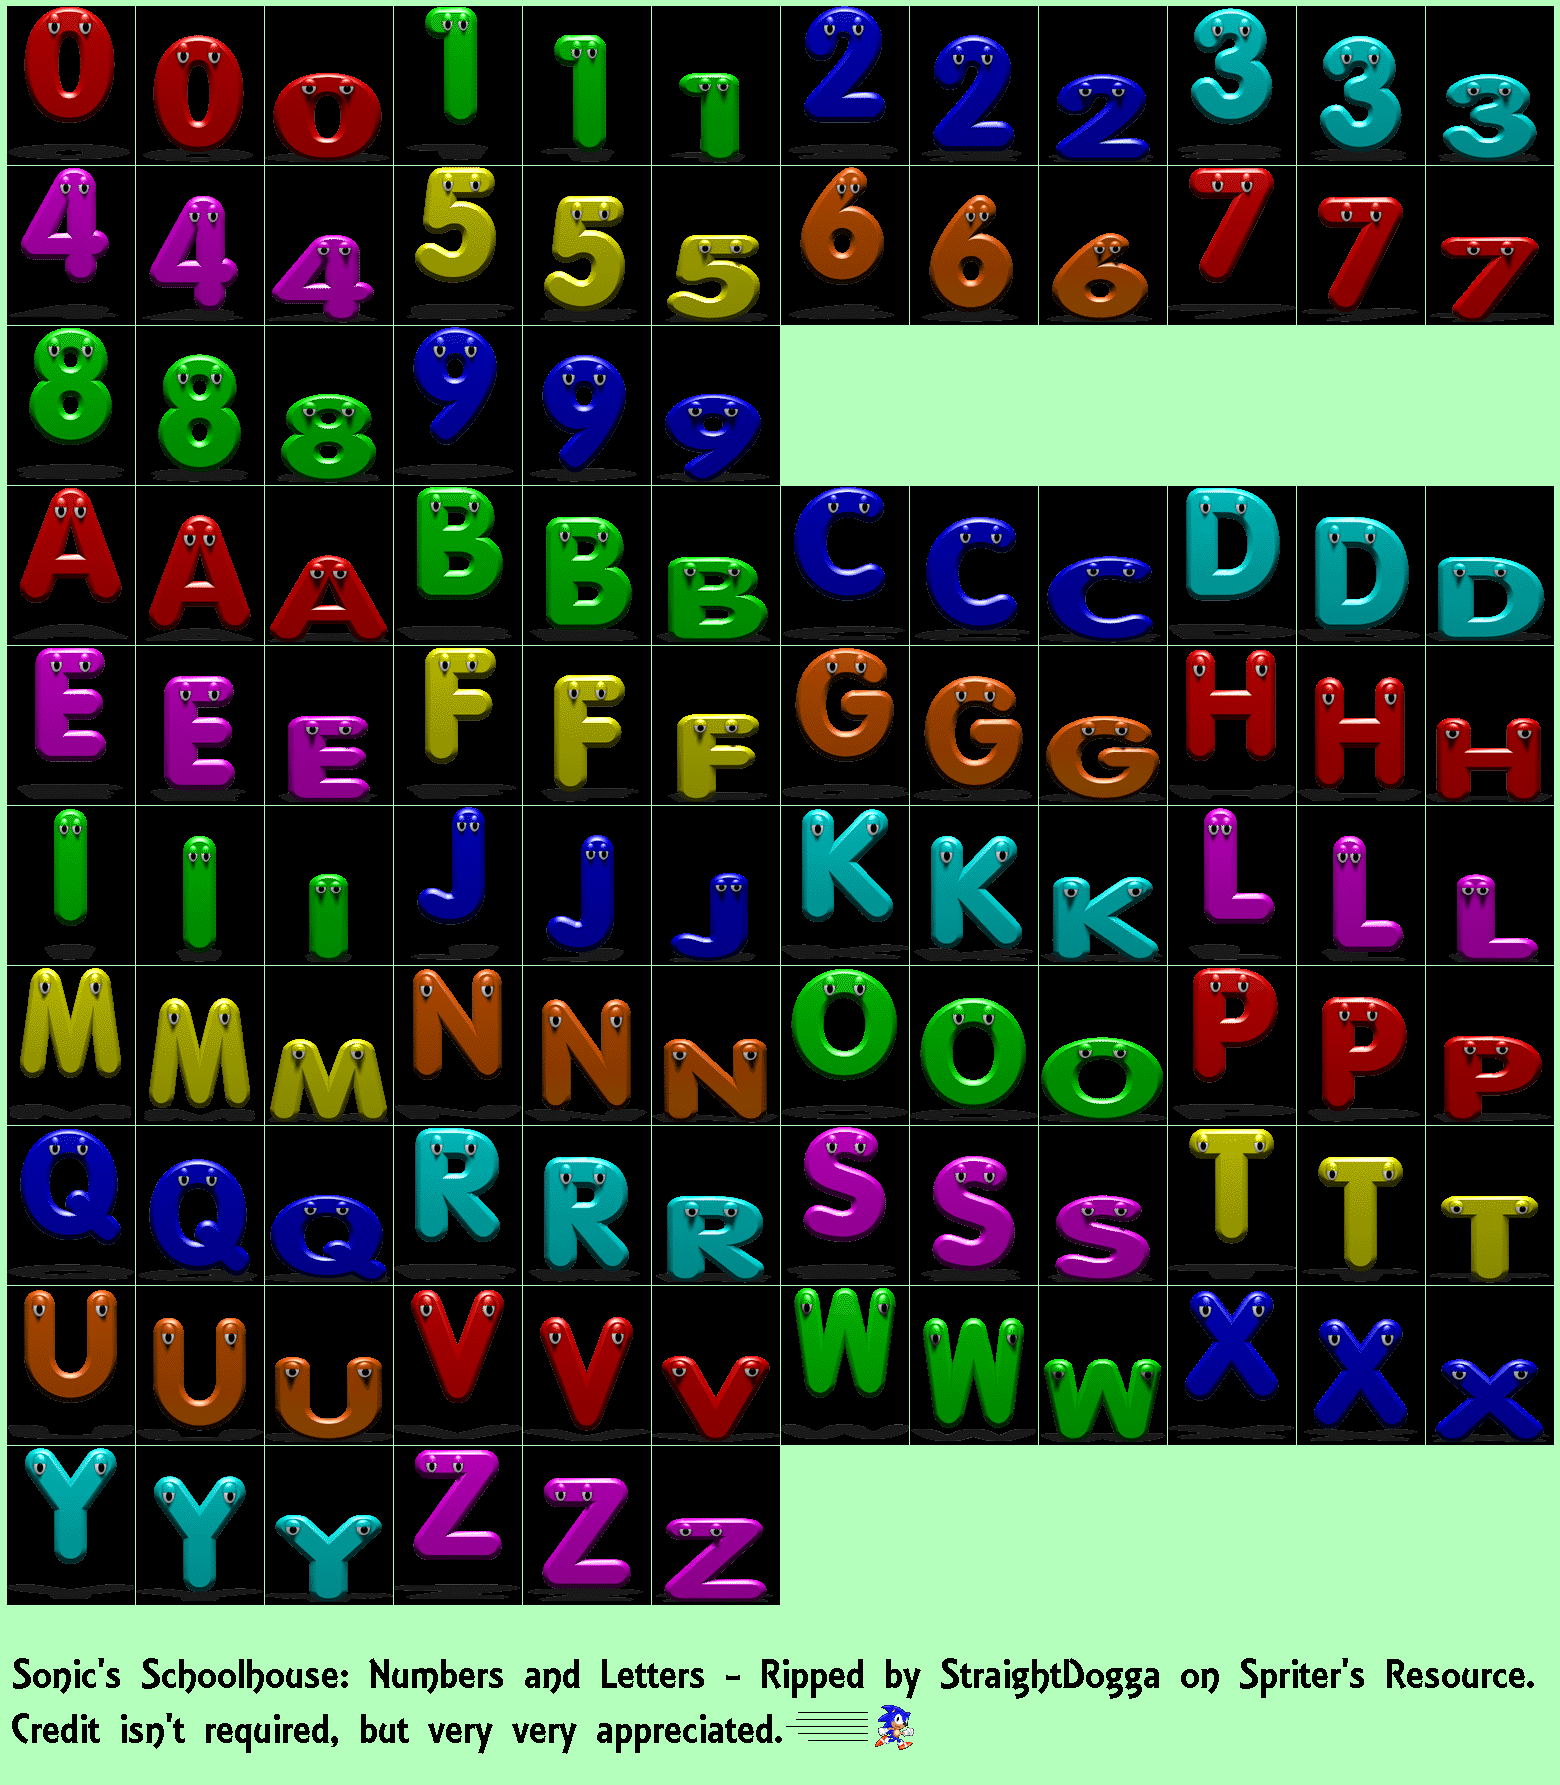 0 0 0 1 1 1 2 2 2 3 3 3
4 4 4 5 5 5 6 6 6 7 7 7
8 8 8 9 9 9
A A A B B B C C C D D D
E E E F F F G G G H H H
I I I J J J K K K L L L
M M M N N N O O O P P P
Q Q Q R R R S S S T T T
U U U V V V W W W X X X
Y Y Y Z Z Z
Sonic's Schoolhouse: Numbers and Letters - Ripped by StraightDogga on Spriter's Resource.
Credit isn't required, but very very appreciated.